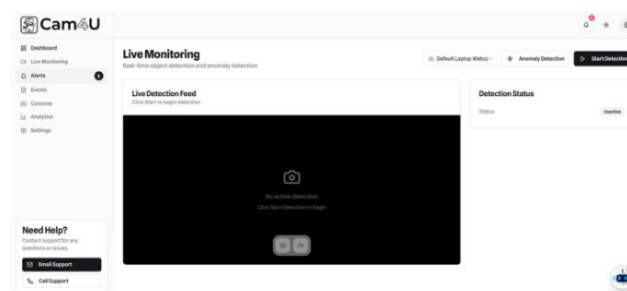 Cam4U
Dashboard
Live Monitoring
Alerts
Events
Cameras
Analytics
Settings
Need Help?
Contact support for any
questions or issues.
Email Support
Call Support
Live Monitoring
Real-time object detection and anomaly detection
Default Laptop Webca
Anomaly Detection
Start Detection
Live Detection Feed
Click Start to begin detection
No active detection
Click Start Detection to begin
Detection Status
Status
Inactive